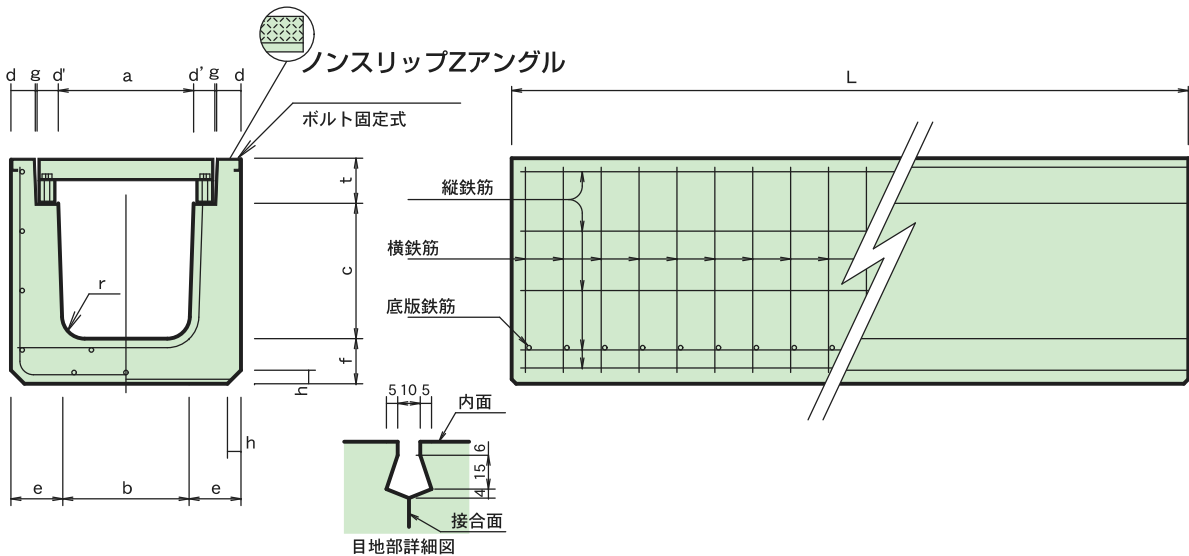 ノンスリップZアングル
d g d' a d' g d
L
ボルト固定式
t
縦鉄筋
c
横鉄筋
r
底版鉄筋
f
h
5 10 5
内面
h
6
15
4
e b e
接合面
目地部詳細図